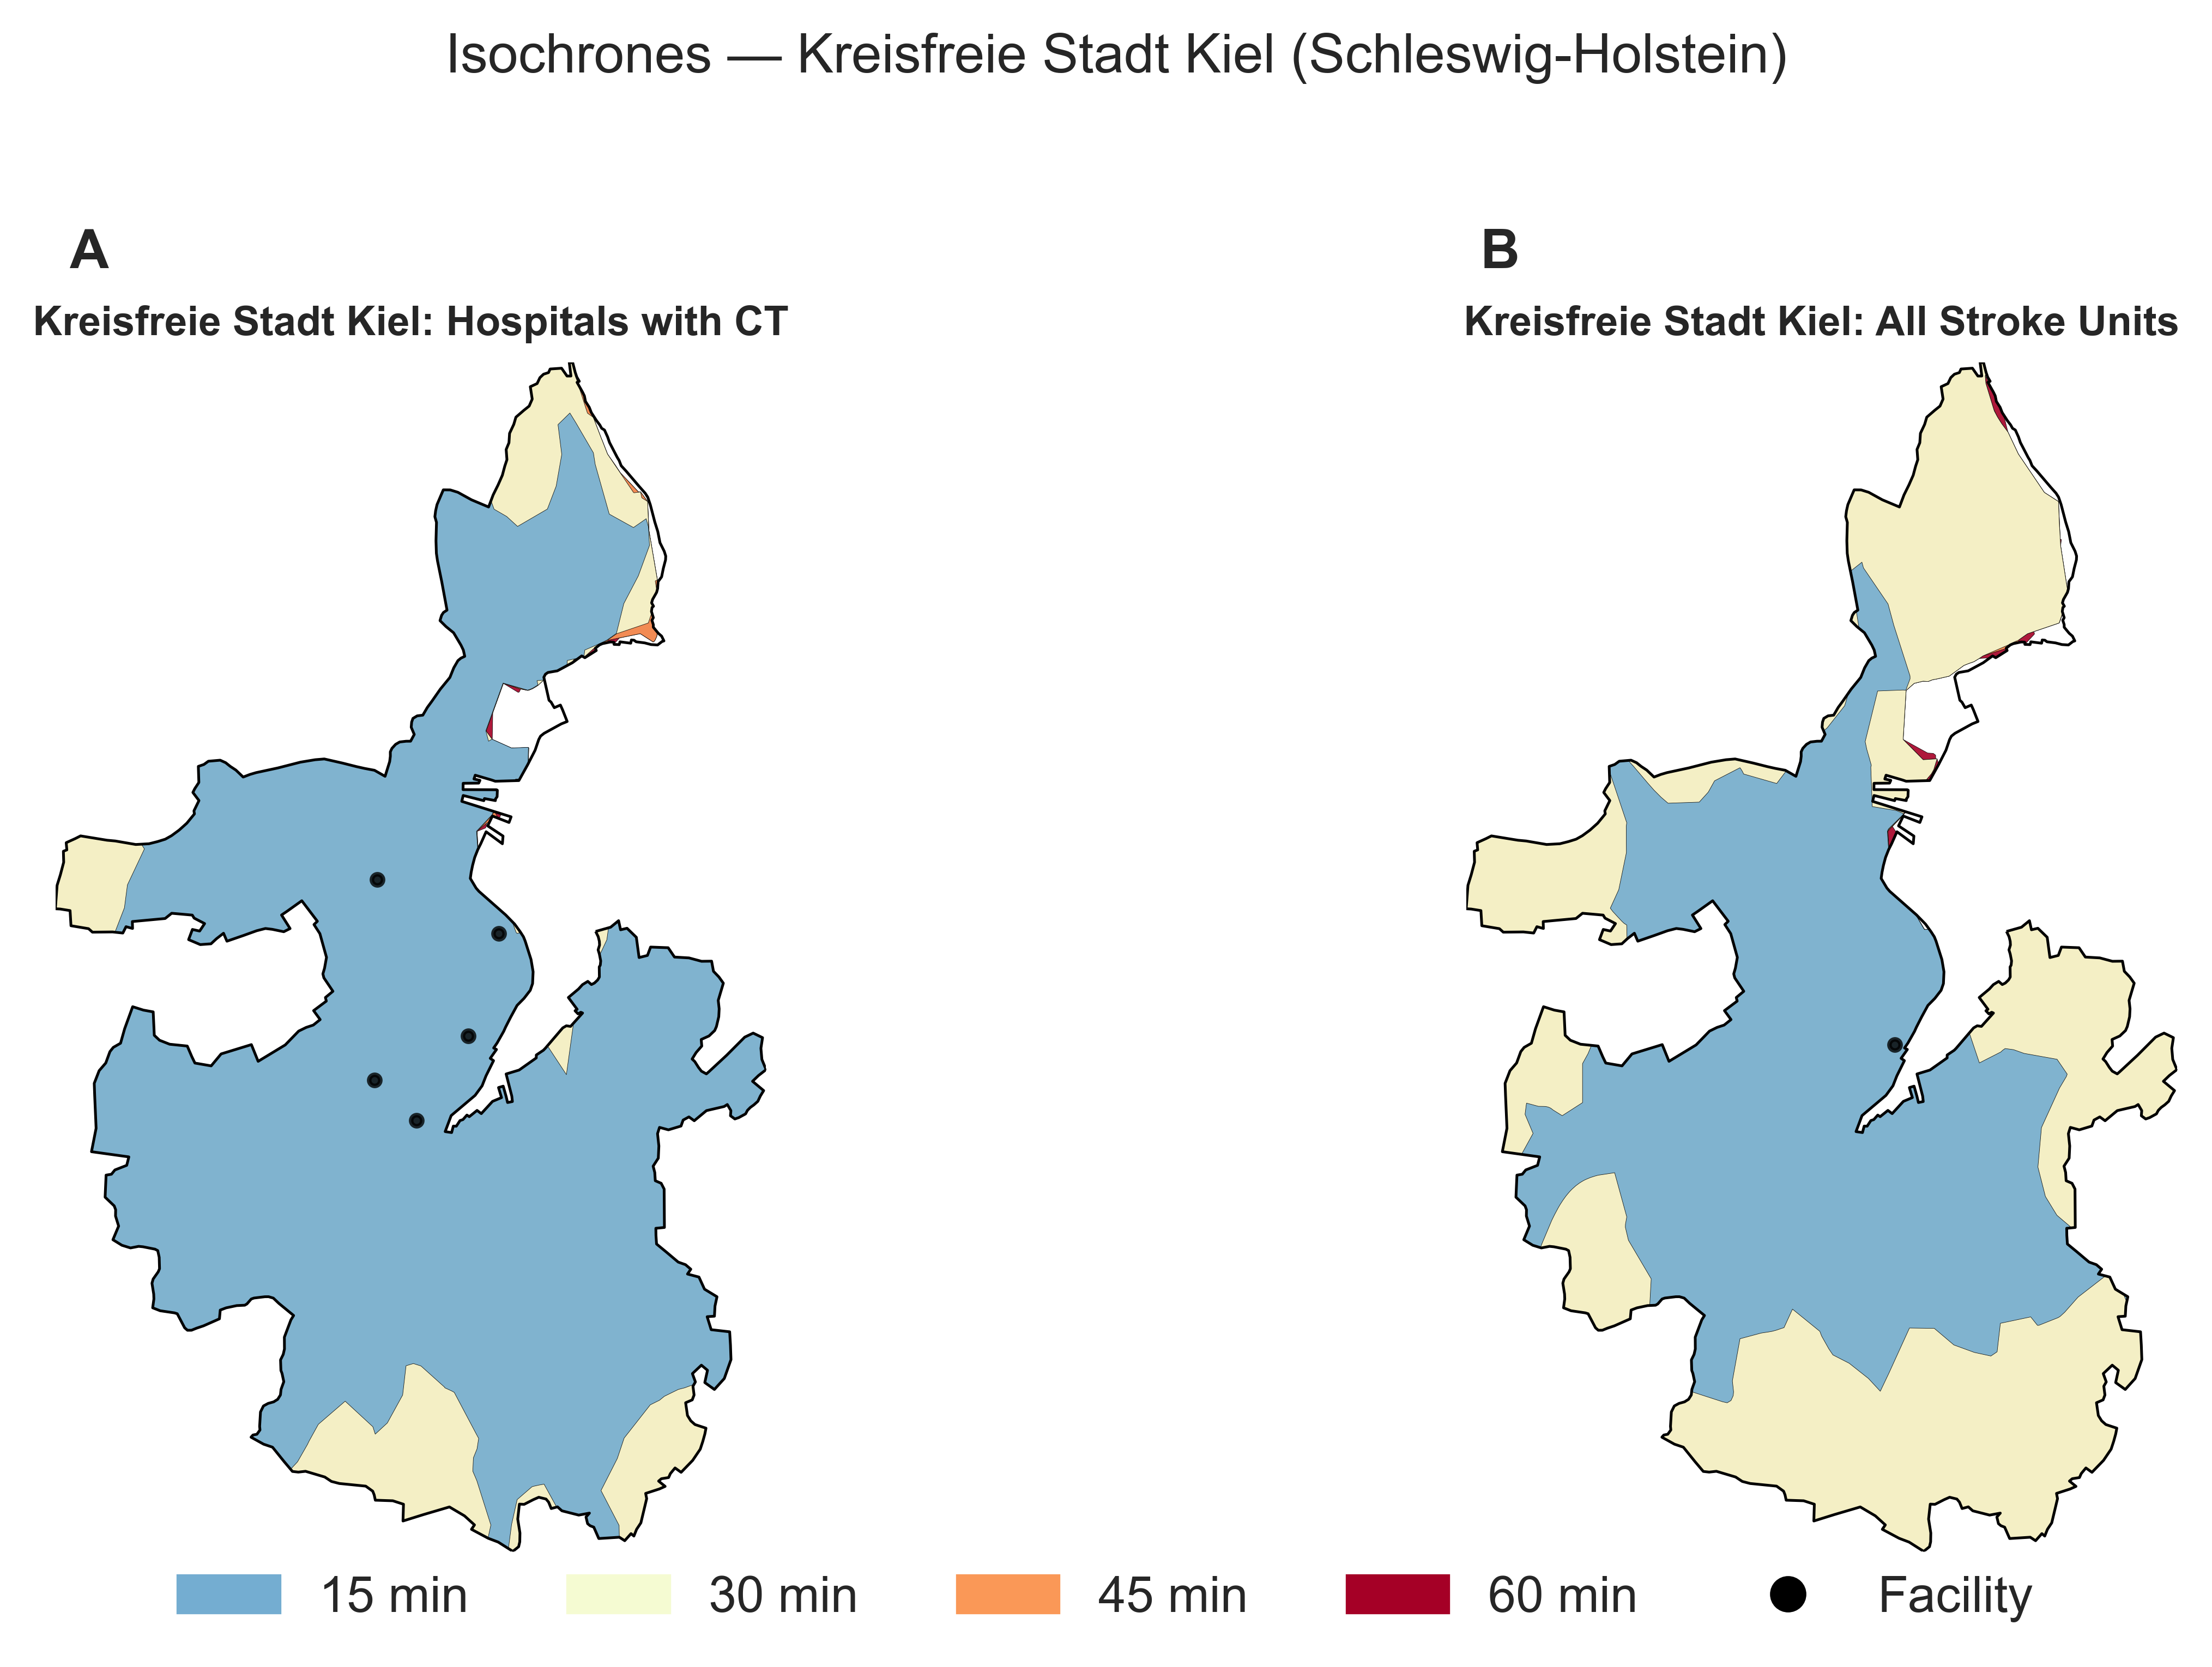 Isochrones — Kreisfreie Stadt Kiel (Schleswig-Holstein)
A
Kreisfreie Stadt Kiel: Hospitals with CT
B
Kreisfreie Stadt Kiel: All Stroke Units
15 min
30 min
45 min
60 min
Facility